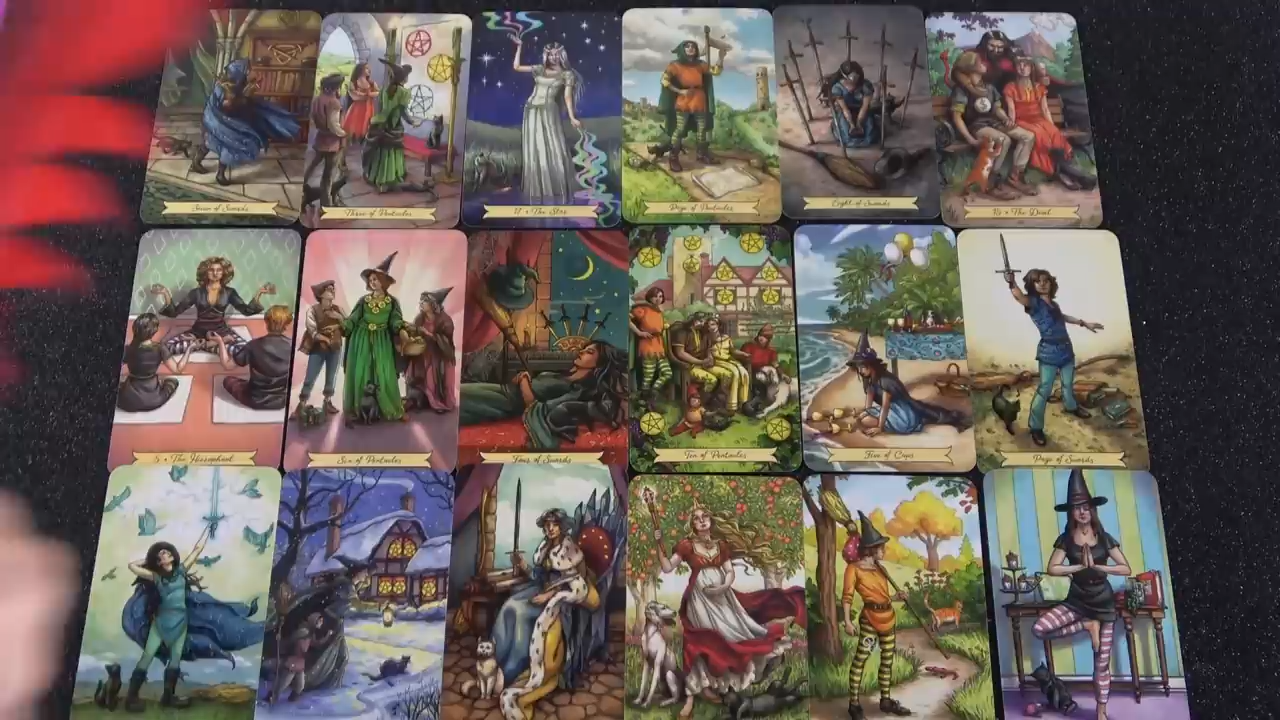 Seven of Swords
Three of Pentacles
17 • The Star
Page of Pentacles
Eight of Swords
15 • The Devil
5 • The Hierophant
Six of Pentacles
Four of Swords
Ten of Pentacles
Five of Cups
Page of Swords